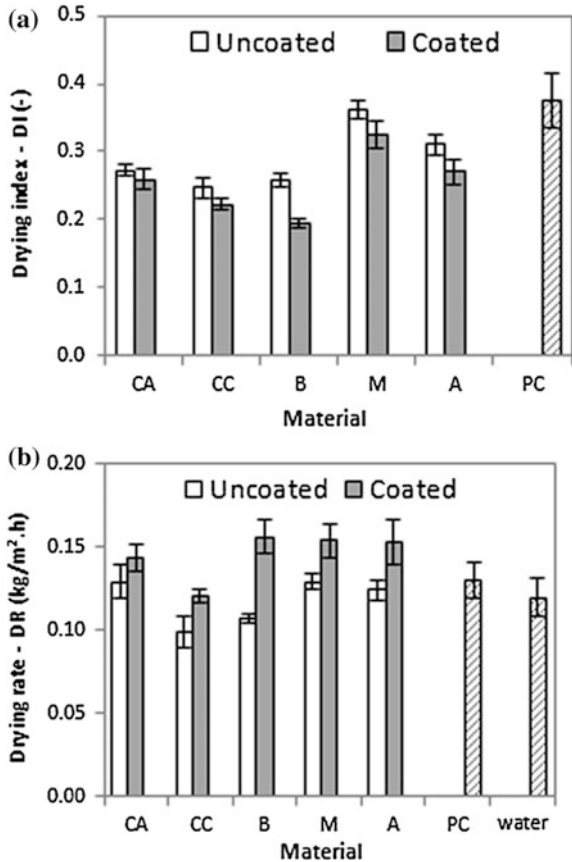 (a)
0.5
0.4
0.3
0.2
0.1
0.0
Drying index - DI (-)
Uncoated
Coated
CA CC B M A PC
Material
(b)
0.20
0.15
0.10
0.05
0.00
Drying rate - DR (kg/m².h)
Uncoated
Coated
CA CC B M A PC water
Material